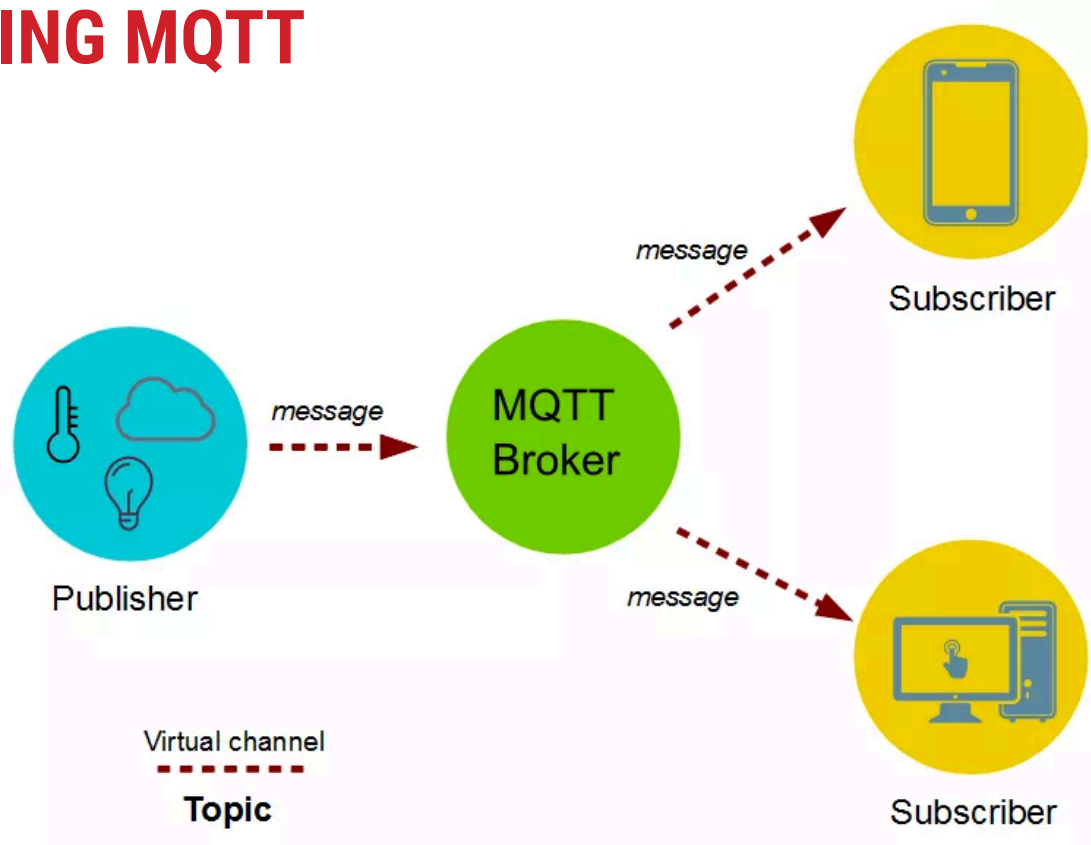 ING MQTT
message
Subscriber
message
MQTT
Broker
Publisher
message
Virtual channel
Topic
Subscriber